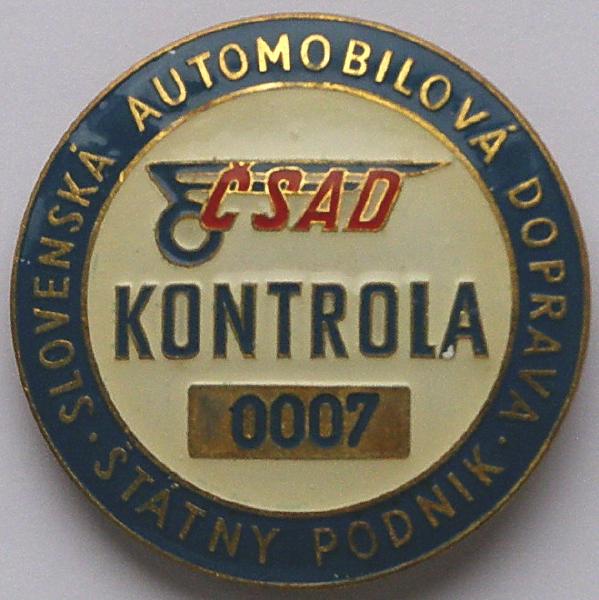 SLOVENSKÁ AUTOMOBILOVÁ DOPRAVA · ŠTÁTNY PODNIK ·
ČSAD
KONTROLA
0007